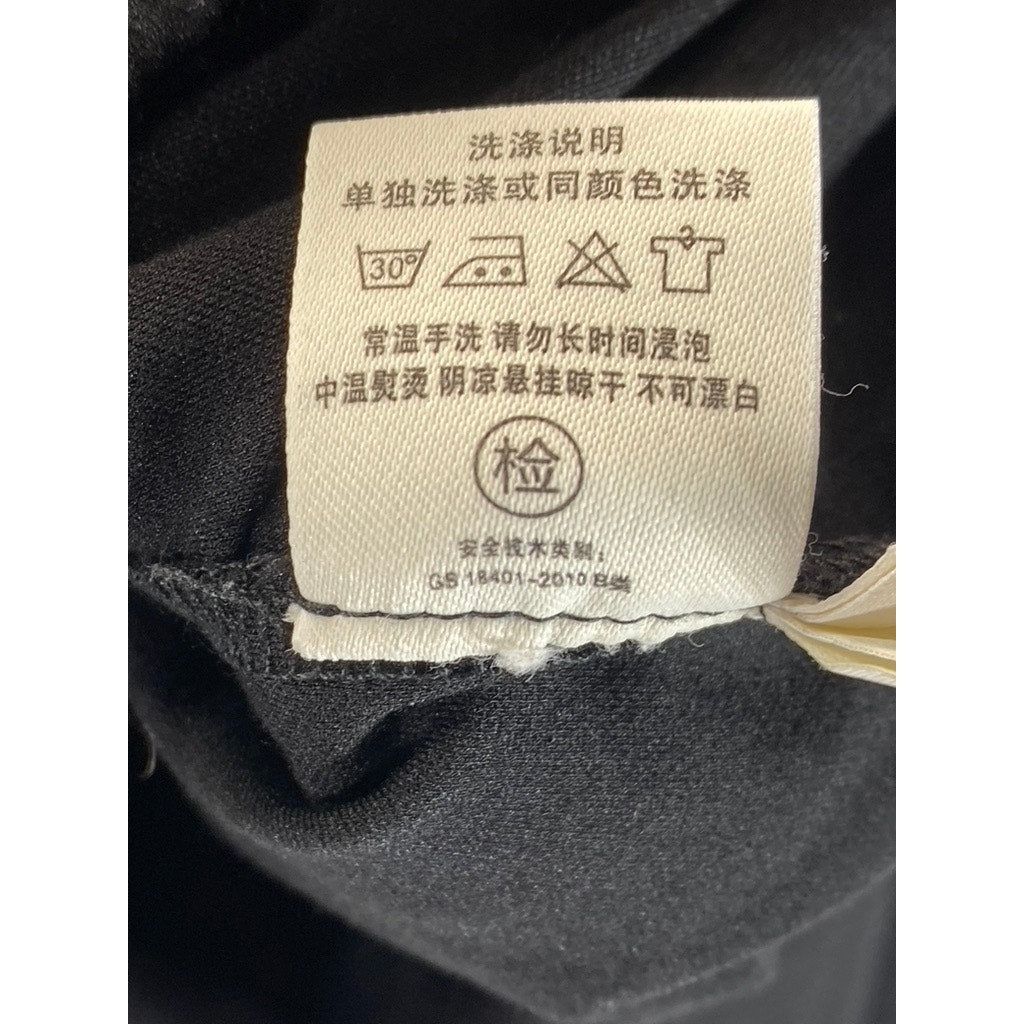 洗涤说明
单独洗涤或同颜色洗涤
30°
常温手洗 请勿长时间浸泡
中温熨烫 阴凉悬挂晾干 不可漂白
检
安全技术类别：
GB 18401-2010 B类